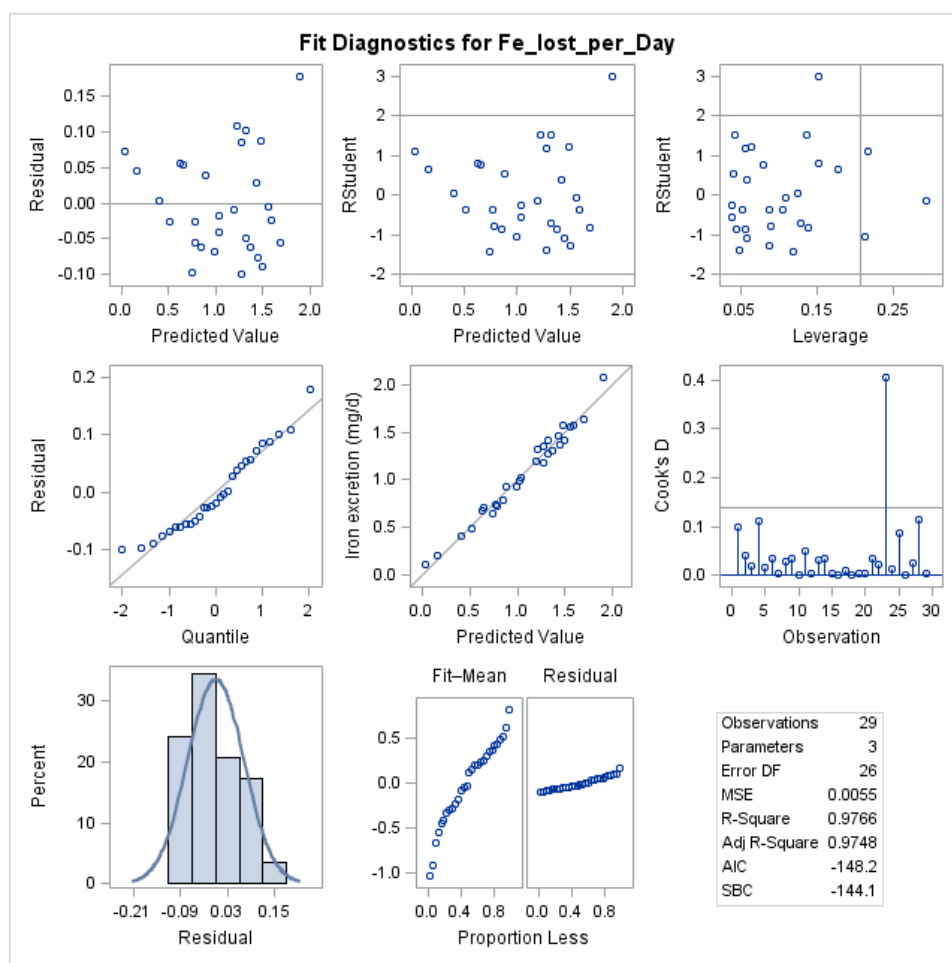 Fit Diagnostics for Fe_lost_per_Day
Residual
0.15
0.10
0.05
0.00
-0.05
-0.10
0.0 0.5 1.0 1.5 2.0
Predicted Value
RStudent
3
2
1
0
-1
-2
0.0 0.5 1.0 1.5 2.0
Predicted Value
RStudent
3
2
1
0
-1
-2
0.05 0.15 0.25
Leverage
Residual
0.2
0.1
0.0
-0.1
-2 -1 0 1 2
Quantile
Iron excretion (mg/d)
2.0
1.5
1.0
0.5
0.0
0.0 0.5 1.0 1.5 2.0
Predicted Value
Cook's D
0.4
0.3
0.2
0.1
0.0
0 5 10 15 20 25 30
Observation
Percent
30
20
10
0
-0.21 -0.09 0.03 0.15
Residual
Fit–Mean Residual
0.5
0.0
-0.5
-1.0
0.0 0.4 0.8 0.0 0.4 0.8
Proportion Less
Observations 29
Parameters 3
Error DF 26
MSE 0.0055
R-Square 0.9766
Adj R-Square 0.9748
AIC -148.2
SBC -144.1